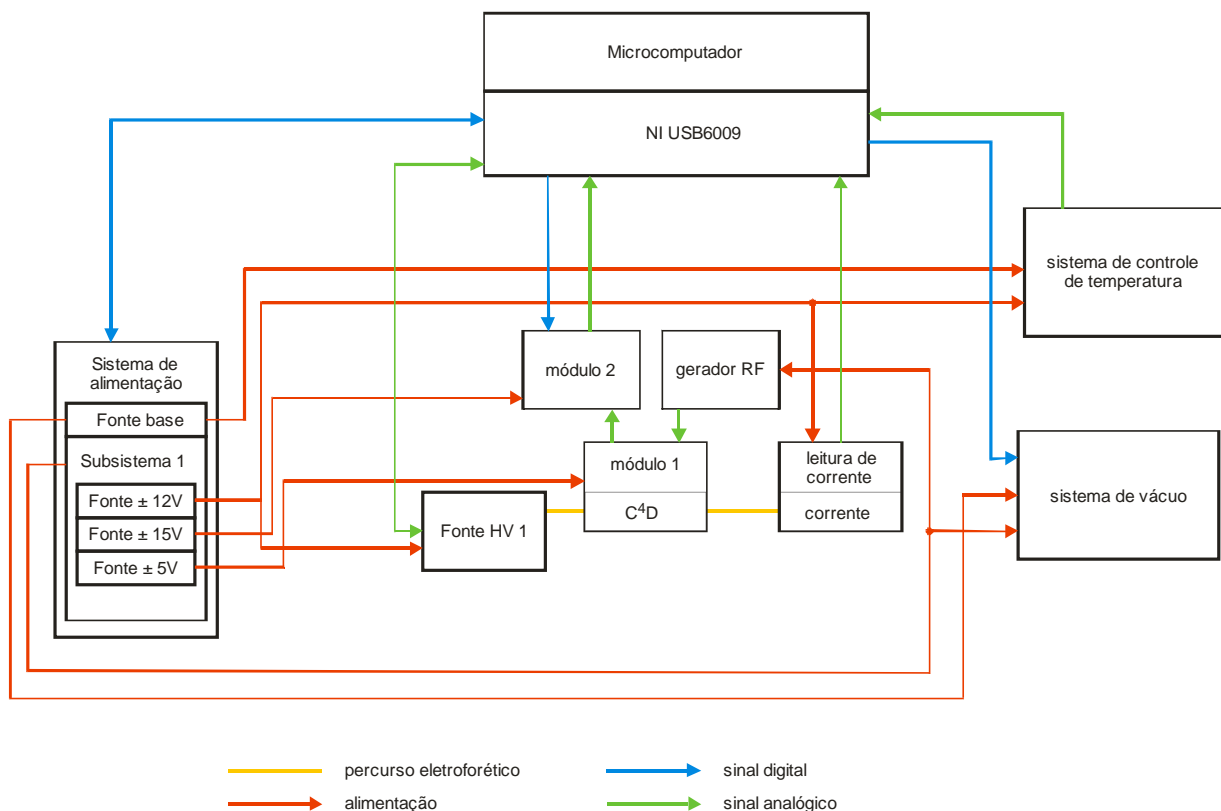 Microcomputador
NI USB6009
sistema de controle
de temperatura
Sistema de
alimentação
módulo 2
gerador RF
Fonte base
Subsistema 1
módulo 1
leitura de
corrente
Fonte ± 12V
Fonte ± 15V
Fonte ± 5V
Fonte HV 1
C⁴D
corrente
sistema de vácuo
percurso eletroforético
sinal digital
alimentação
sinal analógico